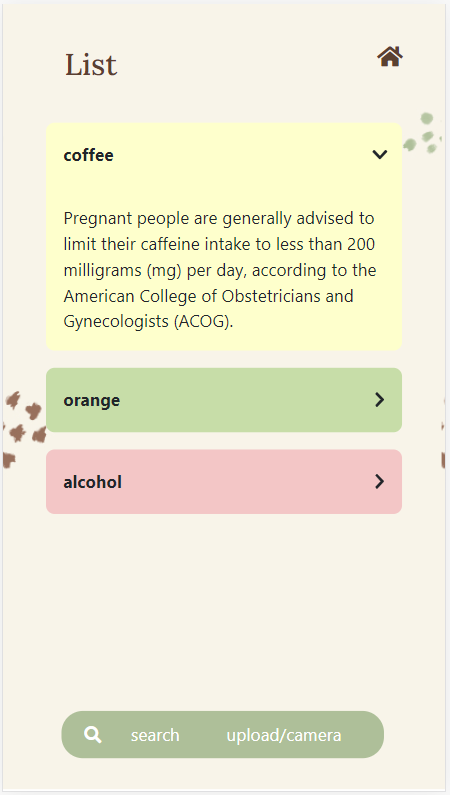 List
coffee
Pregnant people are generally advised to
limit their caffeine intake to less than 200
milligrams (mg) per day, according to the
American College of Obstetricians and
Gynecologists (ACOG).
orange
alcohol
search upload/camera